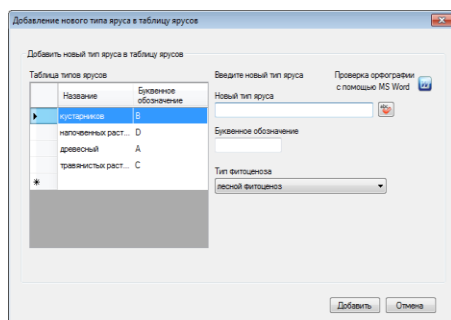 Добавление нового типа яруса в таблицу ярусов
Добавить новый тип яруса в таблицу ярусов
Таблица типов ярусов
Название
Буквенное обозначение
кустарников B
напочвенных раст... D
древесный A
травянистых раст... C
Введите новый тип яруса
Проверка орфографии
с помощью MS Word
Новый тип яруса
Буквенное обозначение
Тип фитоценоза
лесной фитоценоз
Добавить
Отмена